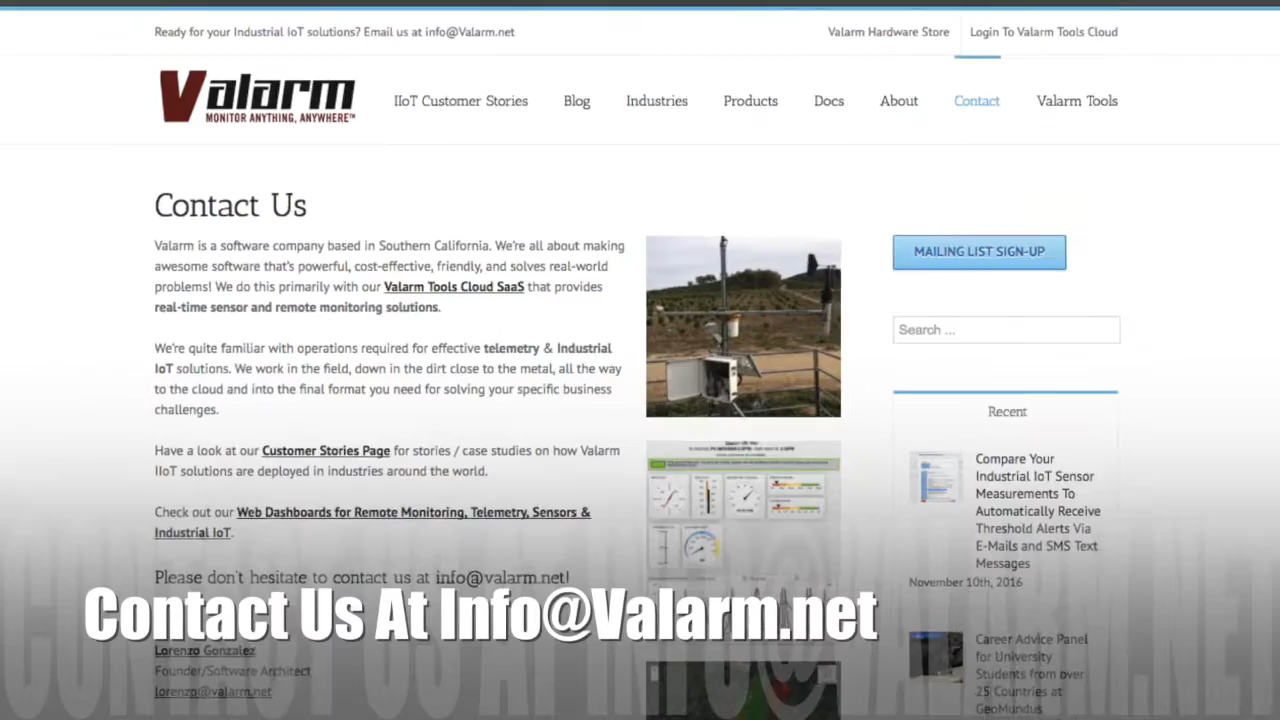 Ready for your Industrial IoT solutions? Email us at info@Valarm.net
Valarm Hardware Store
Login To Valarm Tools Cloud
Valarm
MONITOR ANYTHING, ANYWHERE™
IIoT Customer Stories
Blog
Industries
Products
Docs
About
Contact
Valarm Tools
Contact Us
Valarm is a software company based in Southern California. We're all about making
awesome software that's powerful, cost-effective, friendly, and solves real-world
problems! We do this primarily with our Valarm Tools Cloud SaaS that provides
real-time sensor and remote monitoring solutions.
We're quite familiar with operations required for effective telemetry & Industrial
IoT solutions. We work in the field, down in the dirt close to the metal, all the way
to the cloud and into the final format you need for solving your specific business
challenges.
Have a look at our Customer Stories Page for stories / case studies on how Valarm
IIoT solutions are deployed in industries around the world.
Check out our Web Dashboards for Remote Monitoring, Telemetry, Sensors &
Industrial IoT.
Please don't hesitate to contact us at info@valarm.net!
Contact Us At Info@Valarm.net
Lorenzo Gonzalez
Founder/Software Architect
lorenzo@valarm.net
MAILING LIST SIGN-UP
Search ...
Recent
Compare Your
Industrial IoT Sensor
Measurements To
Automatically Receive
Threshold Alerts Via
E-Mails and SMS Text
Messages
November 10th, 2016
Career Advice Panel
for University
Students from over
25 Countries at
GeoMundus